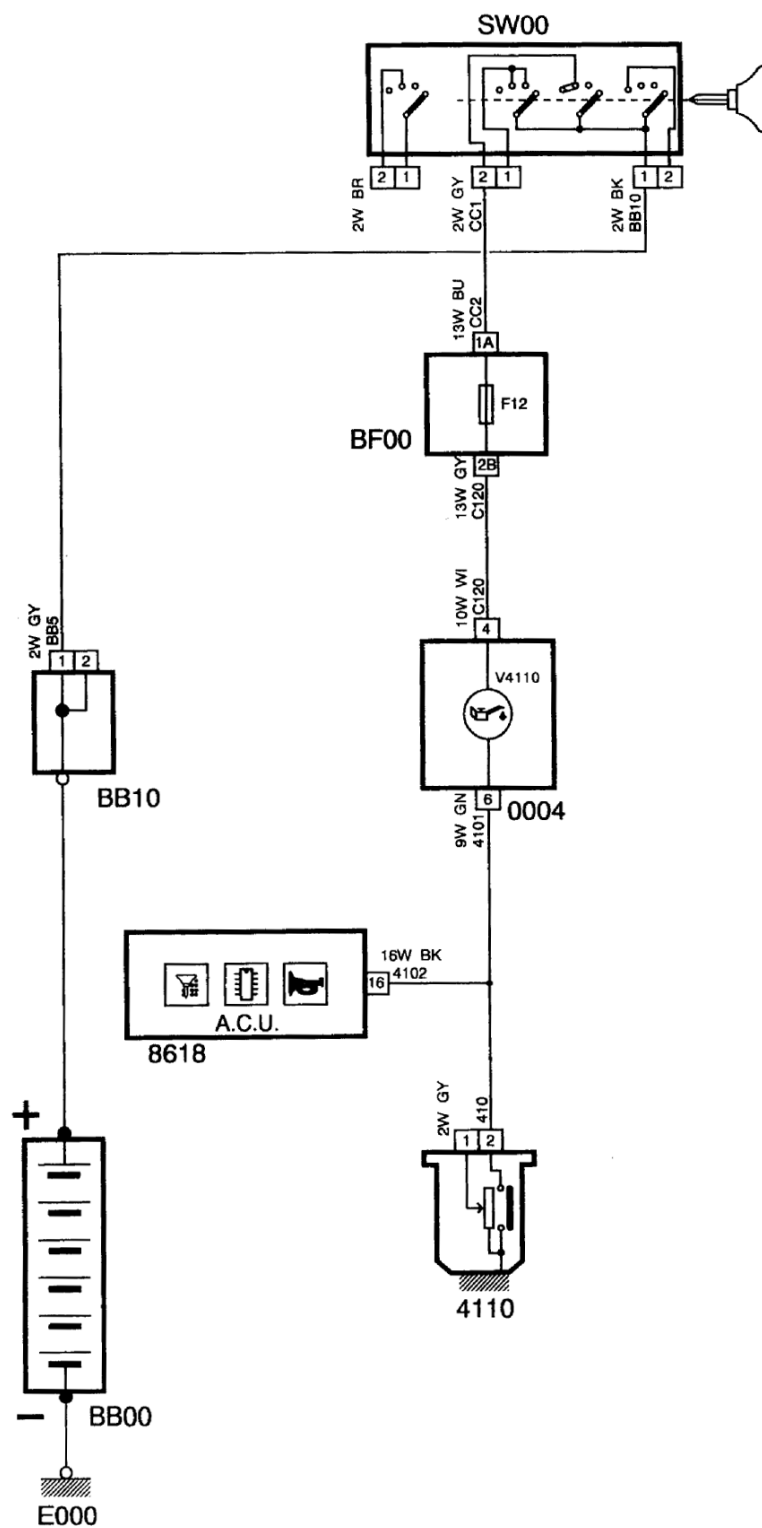 SW00
2 1
2 1
1 2
2W BR
2W GY
CC1
2W BK
BB10
13W BU
CC2
1A
F12
BF00
2B
13W GY
C120
10W WI
C120
4
V4110
2W GY
BB5
1 2
BB10
6
0004
9W GN
4101
16W BK
16
4102
A.C.U.
8618
2W GY
410
1 2
+
4110
− BB00
E000